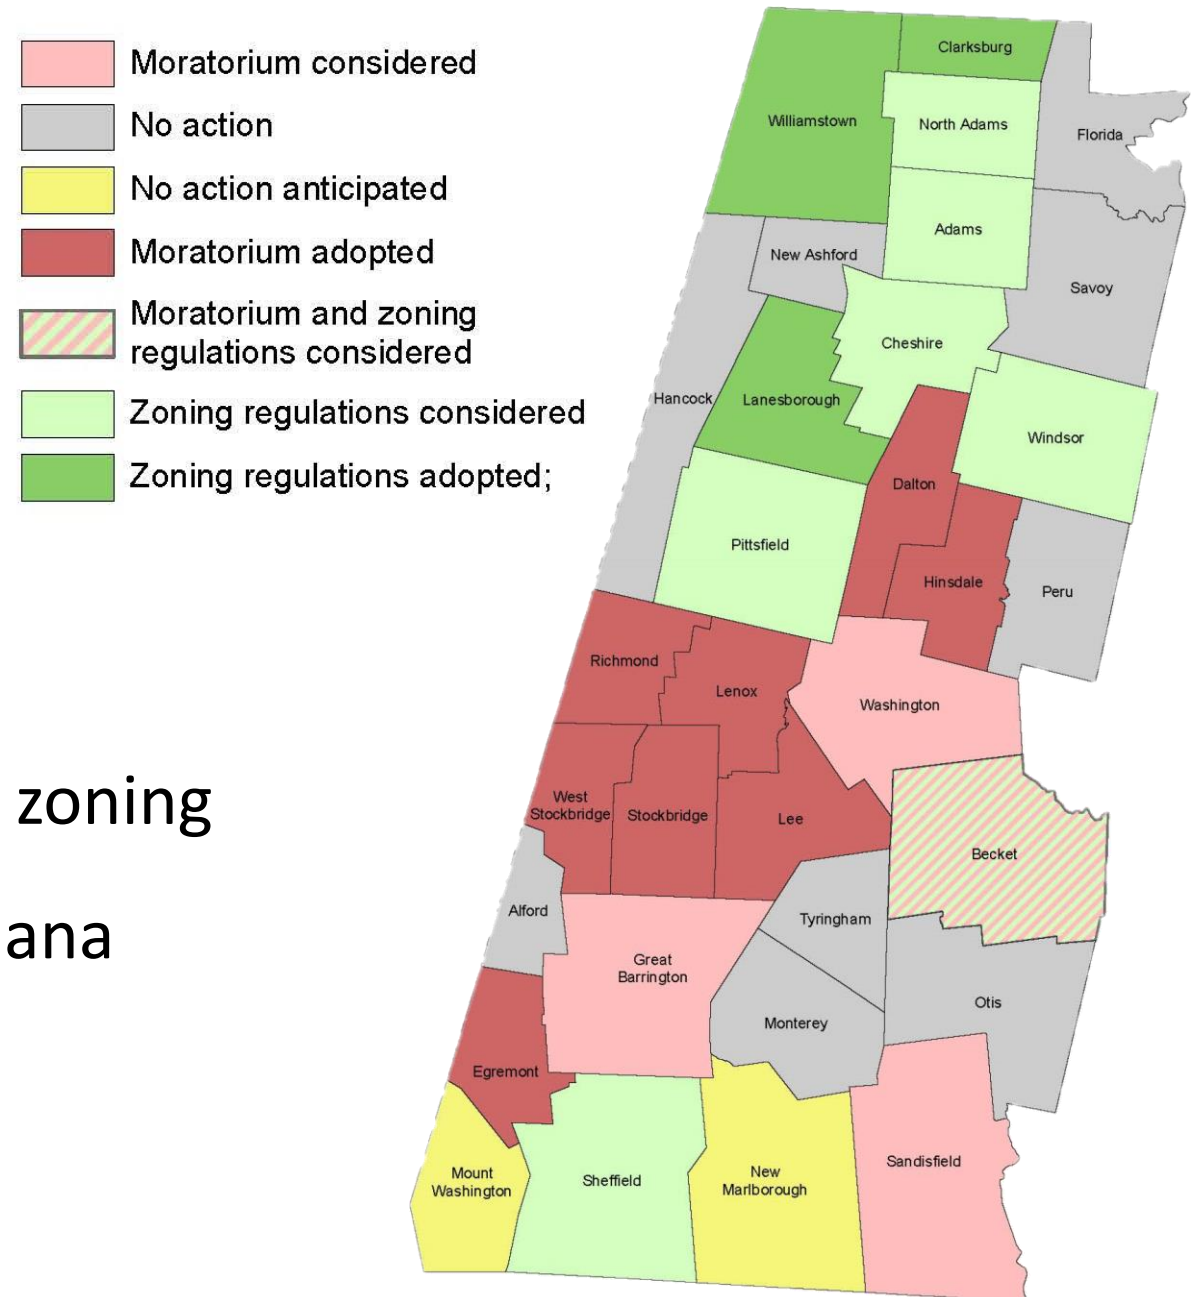 Moratorium considered
No action
No action anticipated
Moratorium adopted
Moratorium and zoning
regulations considered
Zoning regulations considered
Zoning regulations adopted;
zoning
ana
Clarksburg
Williamstown
North Adams
Florida
Adams
New Ashford
Savoy
Cheshire
Hancock
Lanesborough
Windsor
Dalton
Pittsfield
Hinsdale
Peru
Richmond
Lenox
Washington
West
Stockbridge
Stockbridge
Lee
Becket
Alford
Tyringham
Great
Barrington
Otis
Monterey
Egremont
Sandisfield
Mount
Washington
Sheffield
New
Marlborough